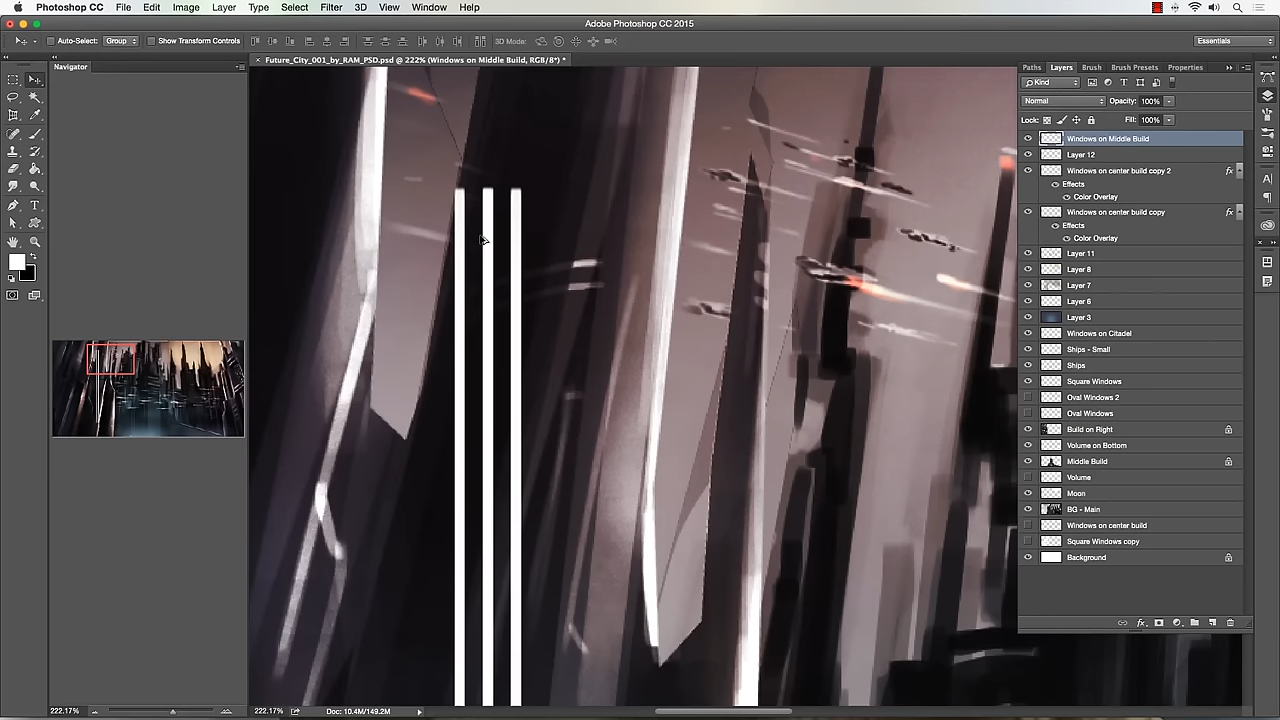 Photoshop CC File Edit Image Layer Type Select Filter 3D View Window Help
Adobe Photoshop CC 2015
Auto-Select: Group Show Transform Controls 3D Mode: Essentials
× Future_City_001_by_RAM_PSD.psd @ 222% (Windows on Middle Build, RGB/8*) *
Navigator
Paths Layers Brush Brush Presets Properties
Kind
Normal Opacity: 100%
Lock: Fill: 100%
Windows on Middle Build
Layer 12
Windows on center build copy 2 fx
Effects
Color Overlay
Windows on center build copy fx
Effects
Color Overlay
Layer 11
Layer 8
Layer 7
Layer 6
Layer 3
Windows on Citadel
Ships - Small
Ships
Square Windows
Oval Windows 2
Oval Windows
Build on Right
Volume on Bottom
Middle Build
Volume
Moon
BG - Main
Windows on center build
Square Windows copy
Background
fx
222.17%
222.17% Doc: 10.4M/149.2M